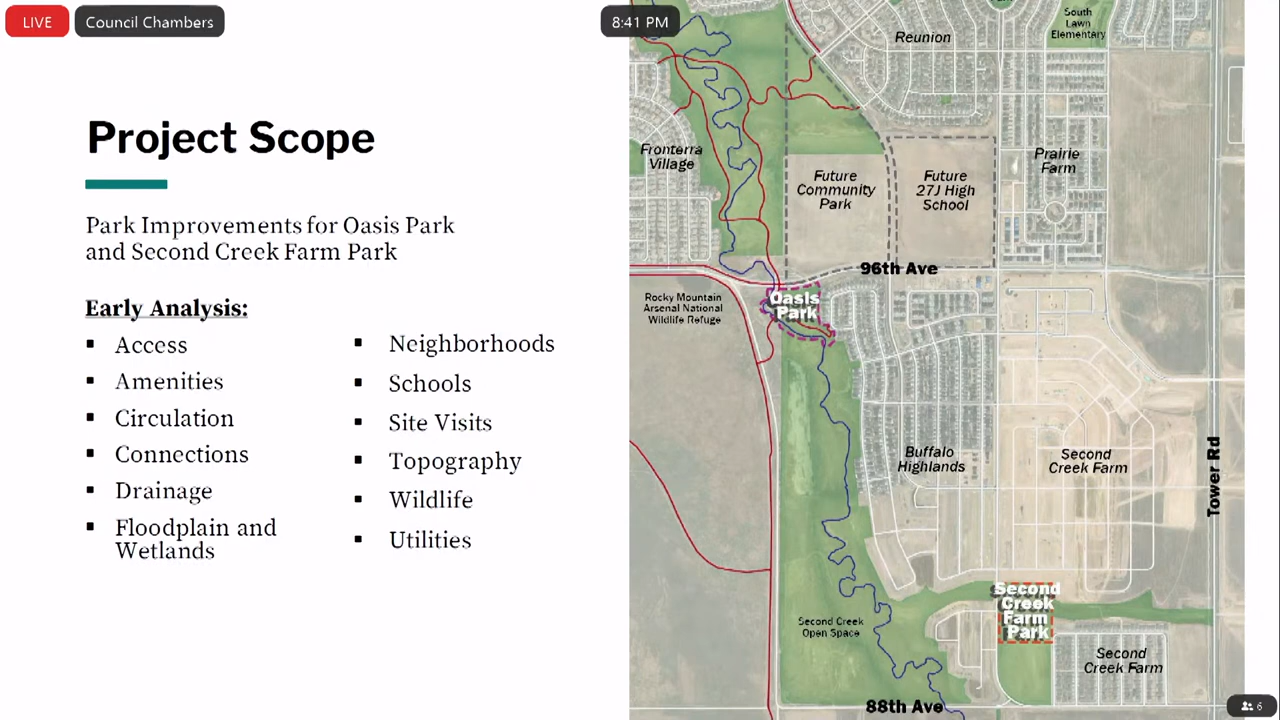 LIVE
Council Chambers
8:41 PM
Project Scope
Park Improvements for Oasis Park
and Second Creek Farm Park
Early Analysis:
▪ Access
▪ Amenities
▪ Circulation
▪ Connections
▪ Drainage
▪ Floodplain and
Wetlands
▪ Neighborhoods
▪ Schools
▪ Site Visits
▪ Topography
▪ Wildlife
▪ Utilities
Reunion
South
Lawn
Elementary
Fronterra
Village
Future
Community
Park
Future
27J High
School
Prairie
Farm
96th Ave
Rocky Mountain
Arsenal National
Wildlife Refuge
Oasis
Park
Buffalo
Highlands
Second
Creek Farm
Tower Rd
Second
Creek
Farm
Park
Second Creek
Open Space
Second
Creek Farm
88th Ave
6